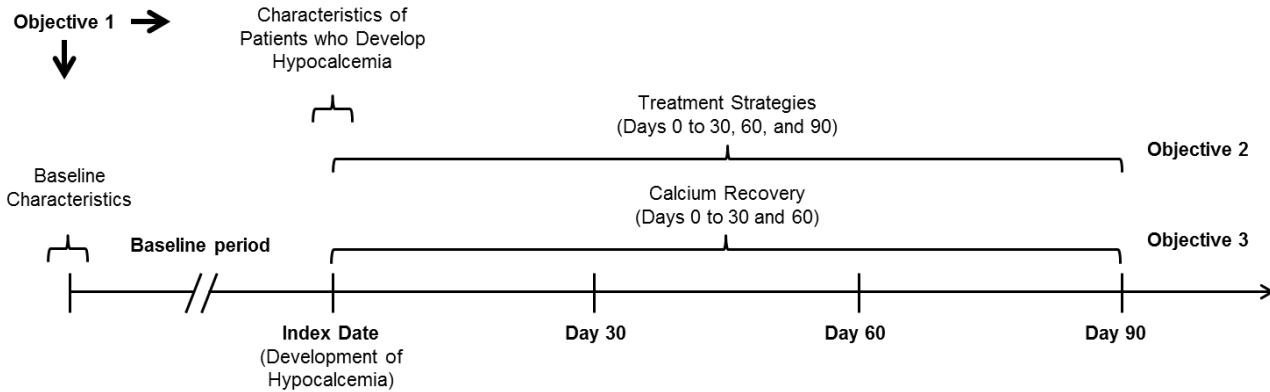 Objective 1
Characteristics of
Patients who Develop
Hypocalcemia
Treatment Strategies
(Days 0 to 30, 60, and 90)
Objective 2
Baseline
Characteristics
Calcium Recovery
(Days 0 to 30 and 60)
Baseline period
Objective 3
Index Date
(Development of
Hypocalcemia)
Day 30
Day 60
Day 90